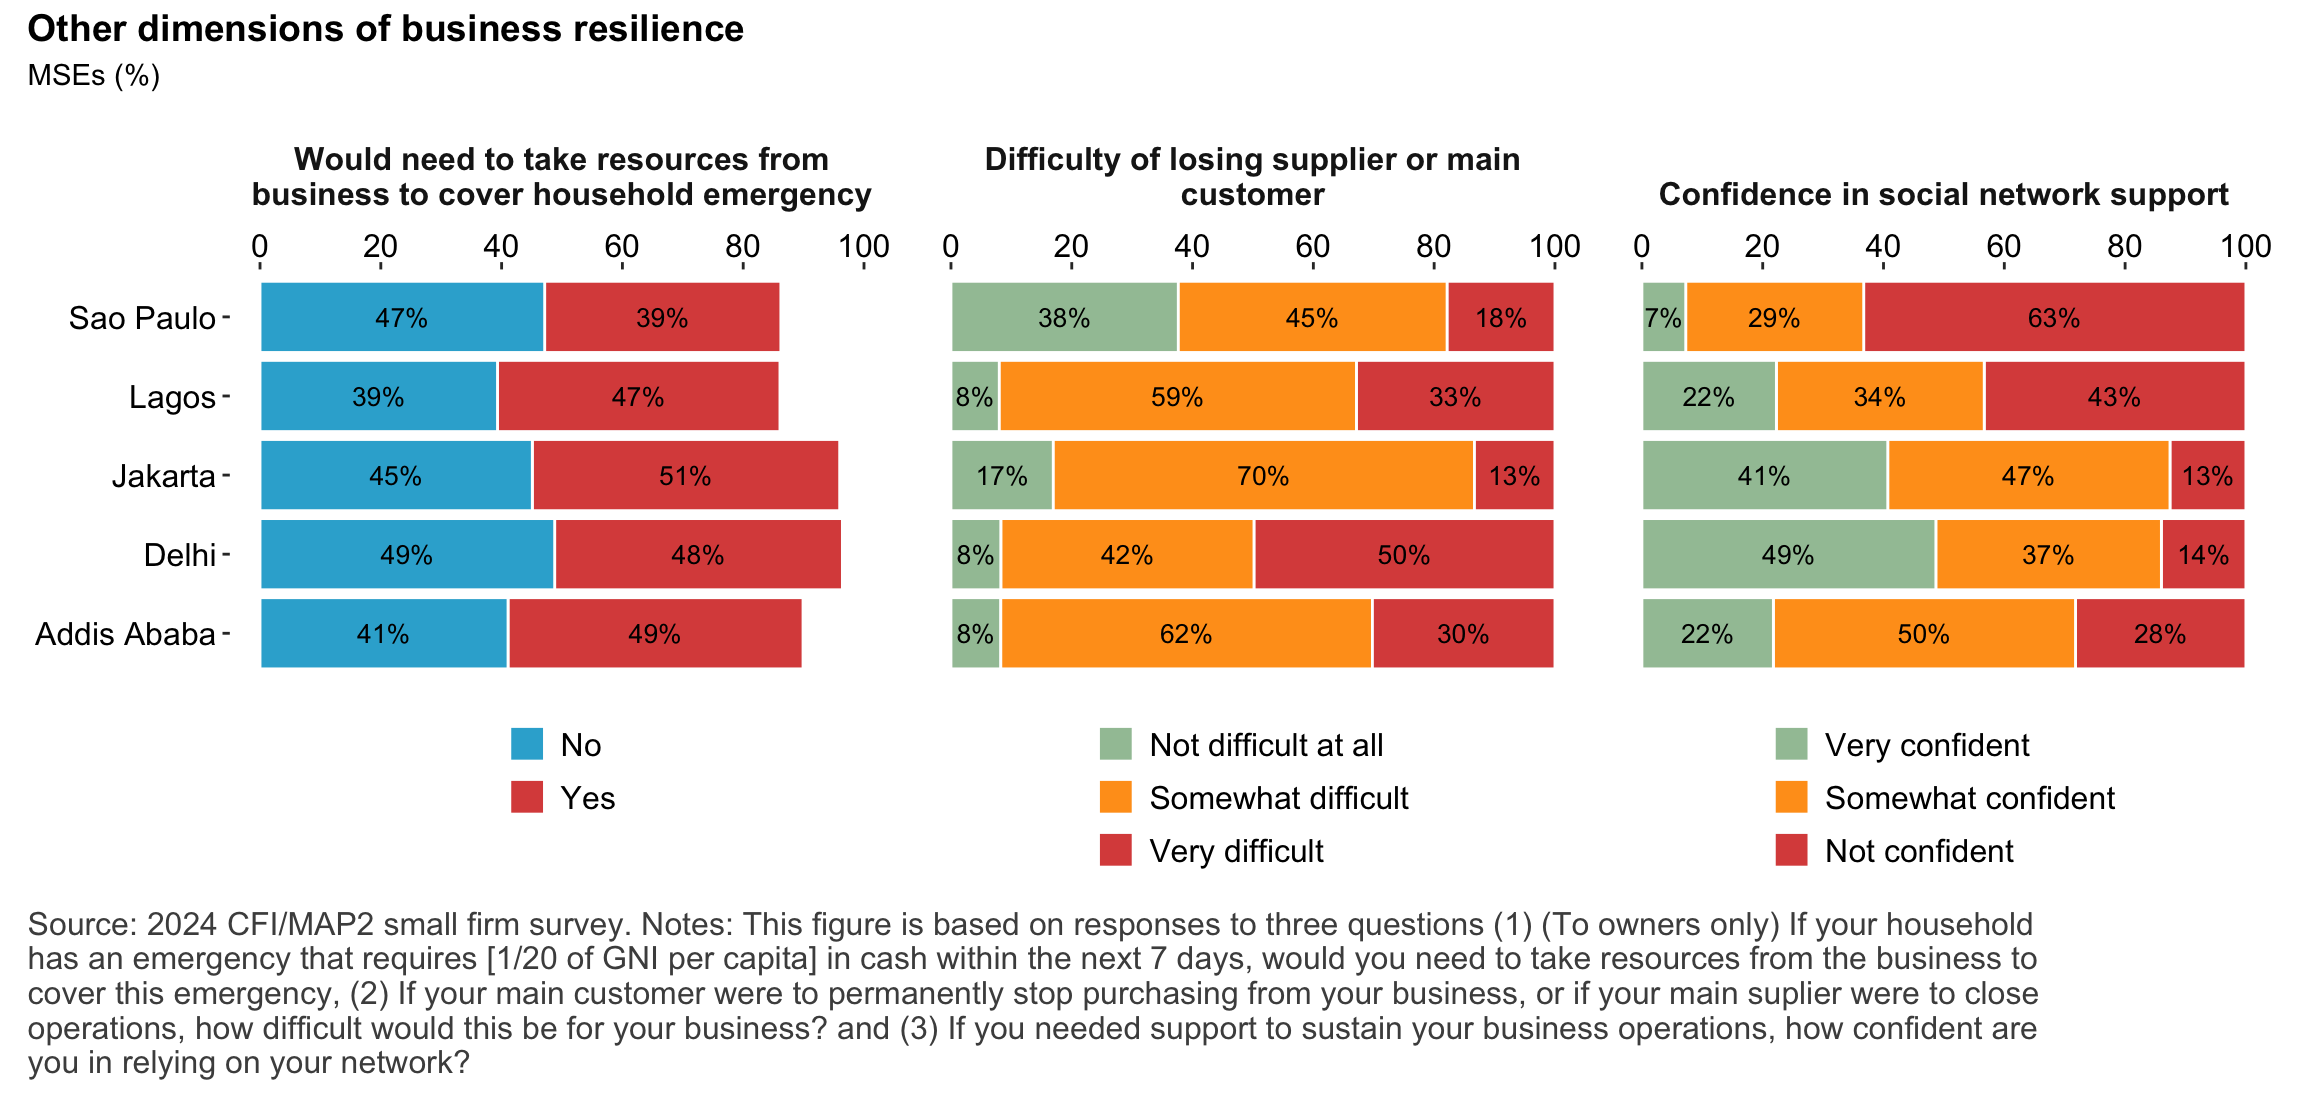 Other dimensions of business resilience
MSEs (%)
Would need to take resources from
business to cover household emergency
Difficulty of losing supplier or main
customer
Confidence in social network support
0 20 40 60 80 100
0 20 40 60 80 100
0 20 40 60 80 100
Sao Paulo 47% 39% 38% 45% 18% 7% 29% 63%
Lagos 39% 47% 8% 59% 33% 22% 34% 43%
Jakarta 45% 51% 17% 70% 13% 41% 47% 13%
Delhi 49% 48% 8% 42% 50% 49% 37% 14%
Addis Ababa 41% 49% 8% 62% 30% 22% 50% 28%
No
Yes
Not difficult at all
Somewhat difficult
Very difficult
Very confident
Somewhat confident
Not confident
Source: 2024 CFI/MAP2 small firm survey. Notes: This figure is based on responses to three questions (1) (To owners only) If your household
has an emergency that requires [1/20 of GNI per capita] in cash within the next 7 days, would you need to take resources from the business to
cover this emergency, (2) If your main customer were to permanently stop purchasing from your business, or if your main suplier were to close
operations, how difficult would this be for your business? and (3) If you needed support to sustain your business operations, how confident are
you in relying on your network?